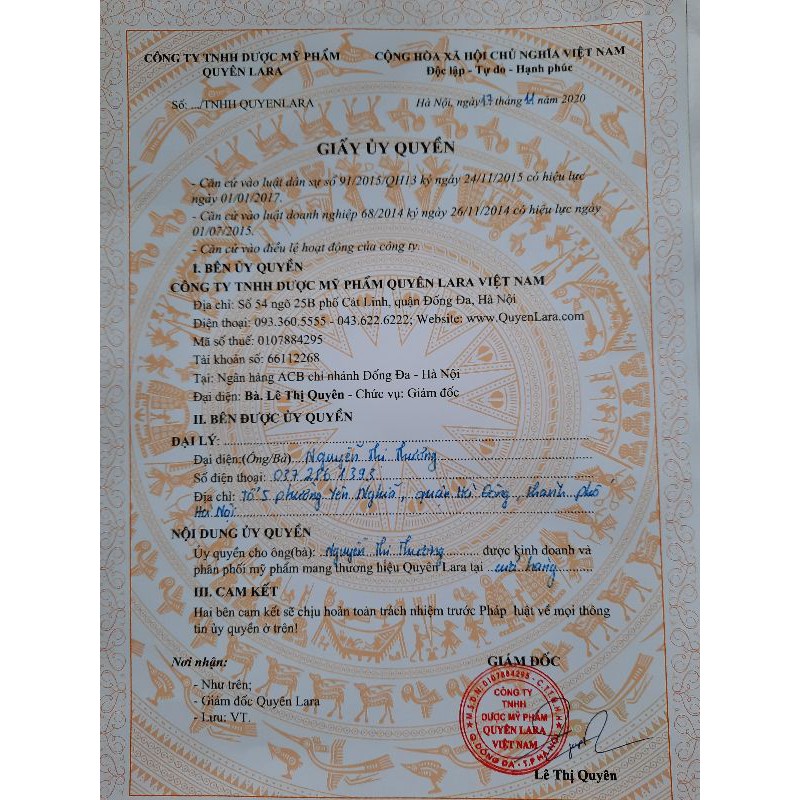 CÔNG TY TNHH DƯỢC MỸ PHẨM
QUYÊN LARA
CỘNG HÒA XÃ HỘI CHỦ NGHĨA VIỆT NAM
Độc lập - Tự do - Hạnh phúc
Số: .../TNHH QUYENLARA
Hà Nội, ngày 17 tháng 11 năm 2020
GIẤY ỦY QUYỀN
- Căn cứ vào luật dân sự số 91/2015/QH13 ký ngày 24/11/2015 có hiệu lực
ngày 01/01/2017.
- Căn cứ vào luật doanh nghiệp 68/2014 ký ngày 26/11/2014 có hiệu lực ngày
01/07/2015.
- Căn cứ vào điều lệ hoạt động của công ty.
I. BÊN ỦY QUYỀN
CÔNG TY TNHH DƯỢC MỸ PHẨM QUYÊN LARA VIỆT NAM
Địa chỉ: Số 54 ngõ 25B phố Cát Linh, quận Đống Đa, Hà Nội
Điện thoại: 093.360.5555 - 043.622.6222; Website: www.QuyenLara.com
Mã số thuế: 0107884295
Tài khoản số: 66112268
Tại: Ngân hàng ACB chi nhánh Đống Đa - Hà Nội
Đại diện: Bà. Lê Thị Quyên - Chức vụ: Giám đốc
II. BÊN ĐƯỢC ỦY QUYỀN
ĐẠI LÝ:
Đại diện:(Ông/Bà)....Nguyễn Thị Thương
Số điện thoại: 037 286 1393
Địa chỉ: Tổ 5 phường Yên Nghĩa, quận Hà Đông, thành phố
Hà Nội
NỘI DUNG ỦY QUYỀN
Ủy quyền cho ông(bà): Nguyễn Thị Thương .......... được kinh doanh và
phân phối mỹ phẩm mang thương hiệu Quyên Lara tại ..cửa hàng..........
III. CAM KẾT
Hai bên cam kết sẽ chịu hoàn toàn trách nhiệm trước Pháp luật về mọi thông
tin ủy quyền ở trên!
Nơi nhận:
- Như trên;
- Giám đốc Quyên Lara
- Lưu: VT.
GIÁM ĐỐC
M.S.D.N: 0107884295 - C.T.T.N.H.H
CÔNG TY
TNHH
DƯỢC MỸ PHẨM
QUYÊN LARA
VIỆT NAM
Q.ĐỐNG ĐA - T.P HÀ NỘI
Lê Thị Quyên